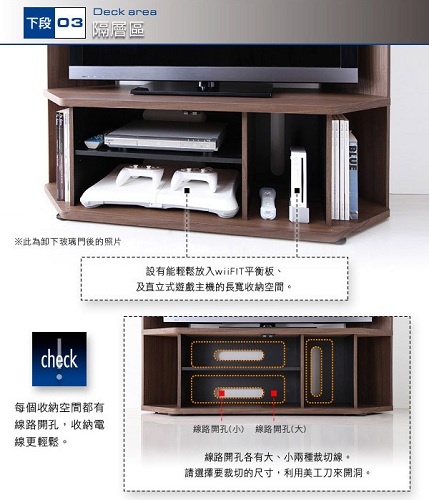 下段 03
Deck area
隔層區
BLUE
※此為卸下玻璃門後的照片
設有能輕鬆放入wiiFIT平衡板、
及直立式遊戲主機的長寬收納空間。
check
!
每個收納空間都有
線路開孔，收納電
線更輕鬆。
線路開孔(小) 線路開孔(大)
線路開孔各有大、小兩種裁切線。
請選擇要裁切的尺寸，利用美工刀來開洞。